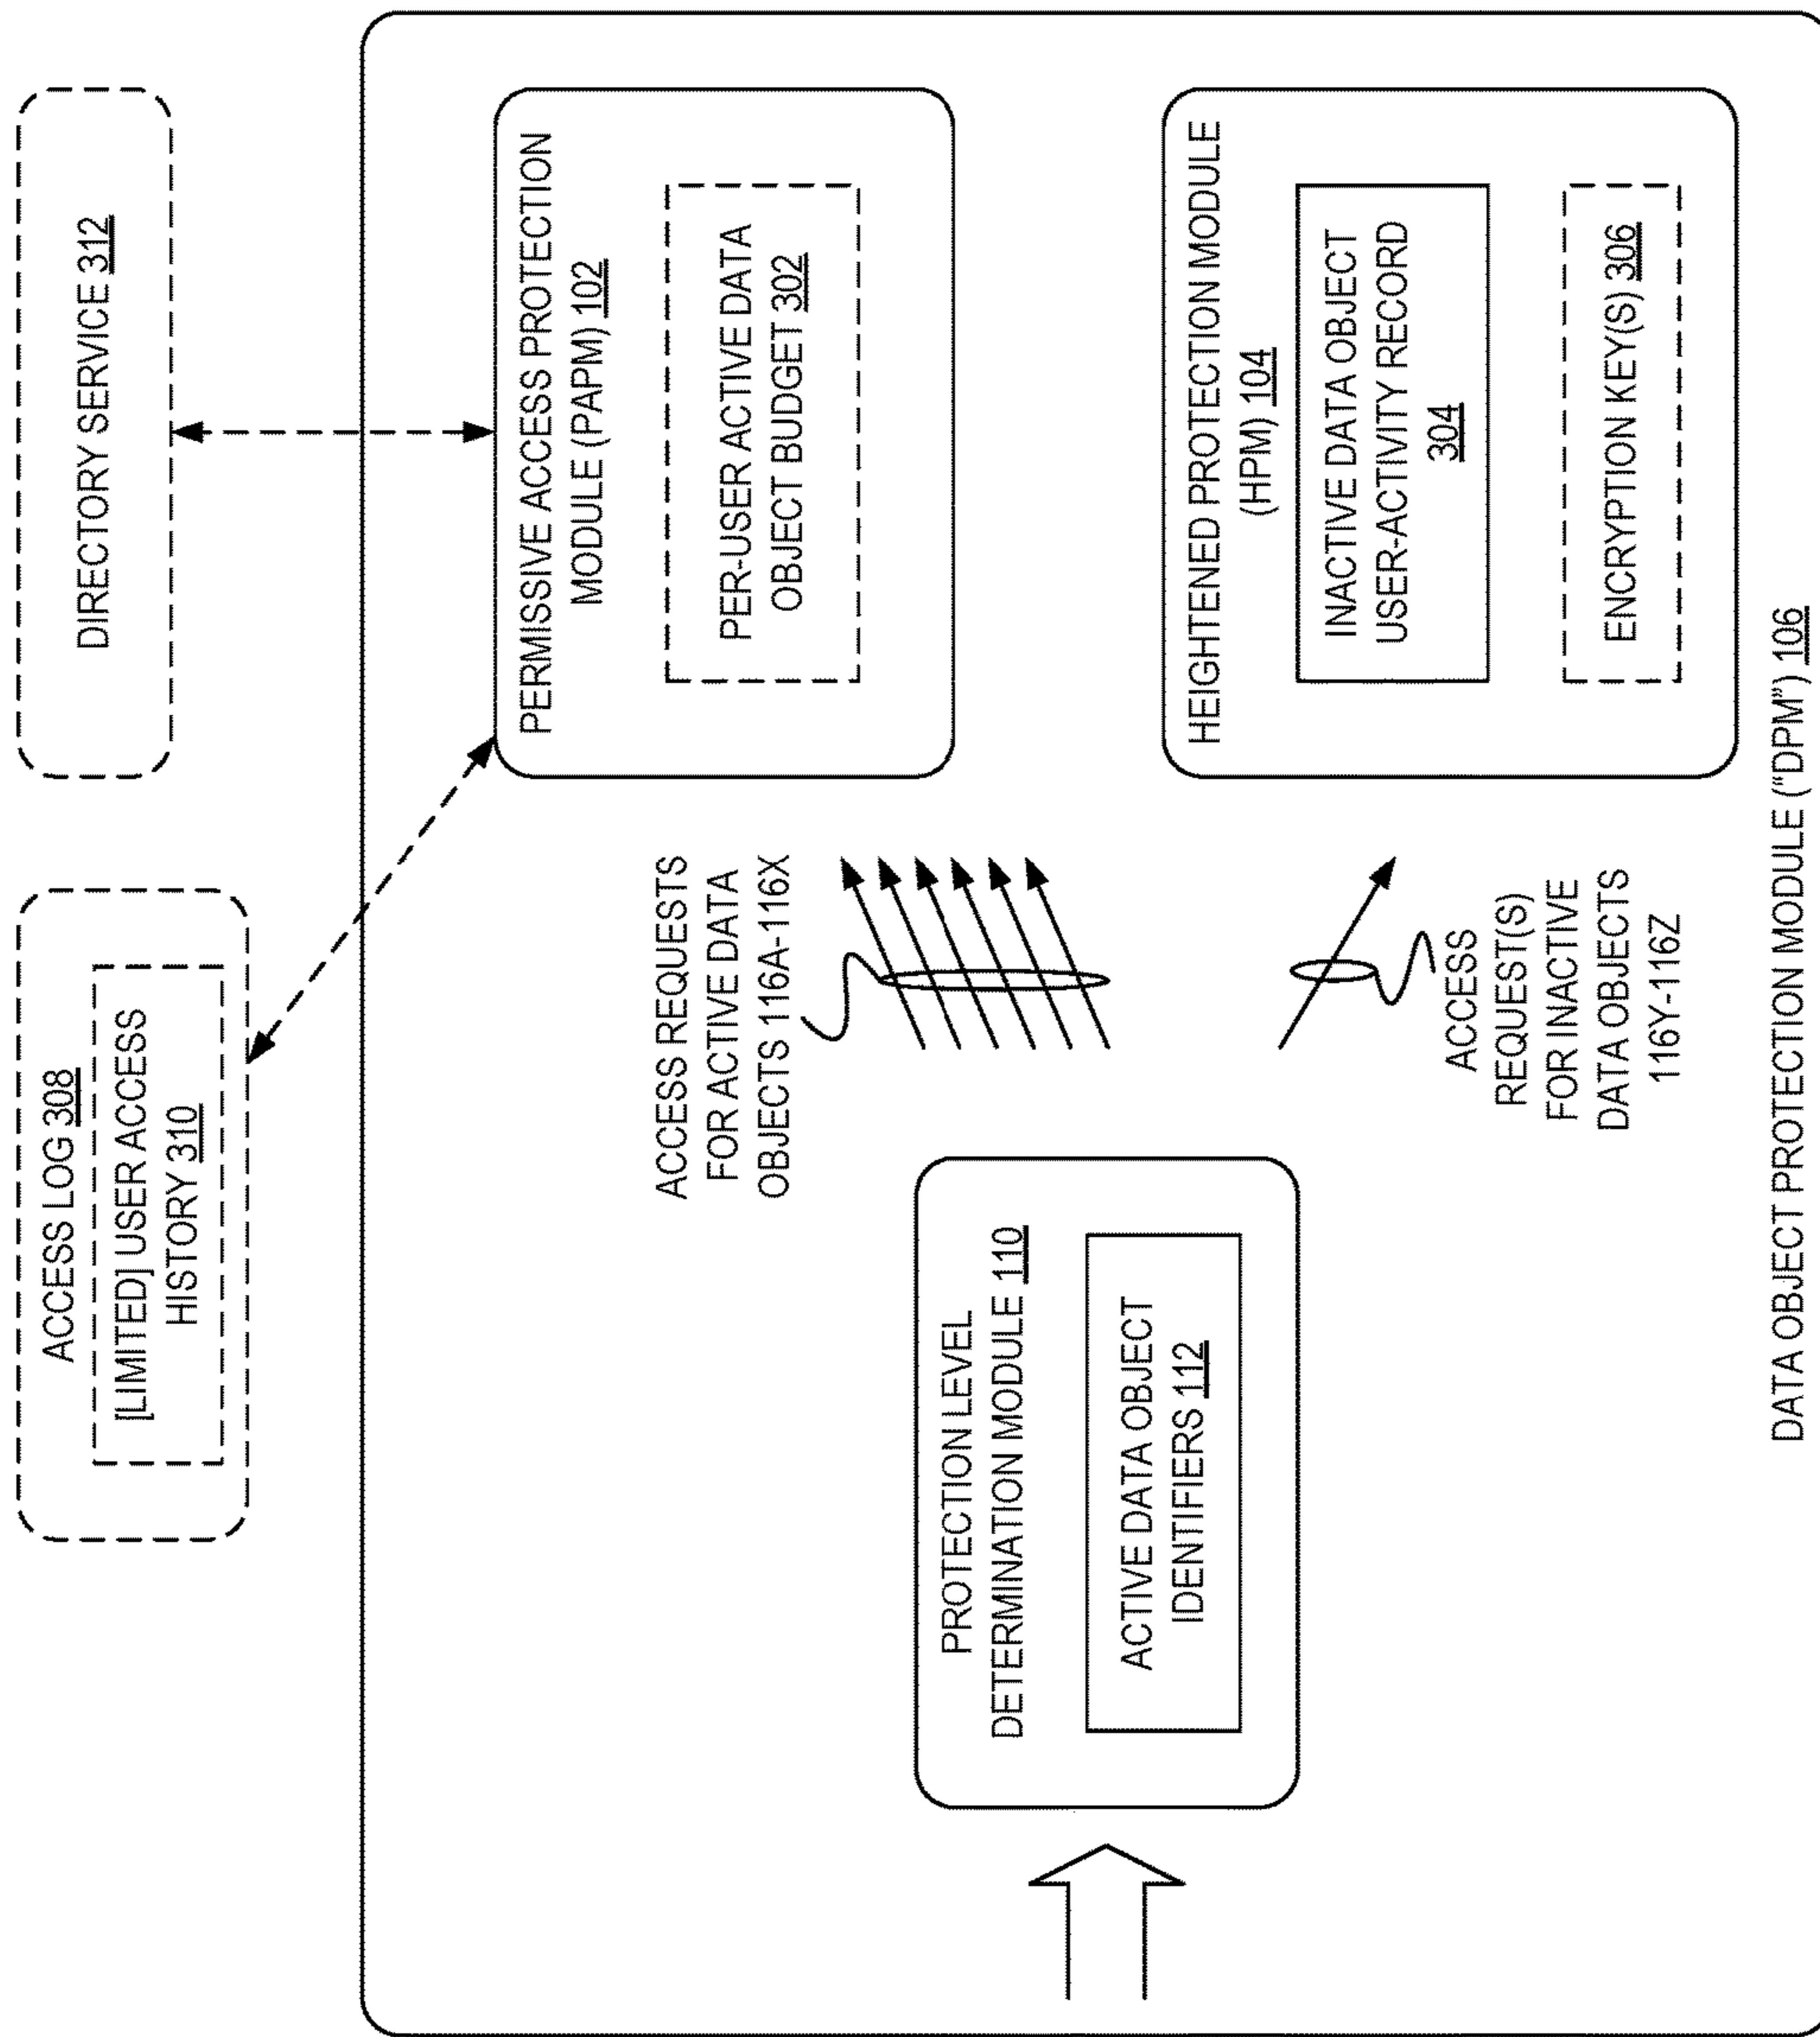 ACCESS LOG 308
[LIMITED] USER ACCESS
HISTORY 310
DIRECTORY SERVICE 312
PROTECTION LEVEL
DETERMINATION MODULE 110
ACTIVE DATA OBJECT
IDENTIFIERS 112
ACCESS REQUESTS
FOR ACTIVE DATA
OBJECTS 116A-116X
ACCESS
REQUEST(S)
FOR INACTIVE
DATA OBJECTS
116Y-116Z
PERMISSIVE ACCESS PROTECTION
MODULE (PAPM) 102
PER-USER ACTIVE DATA
OBJECT BUDGET 302
HEIGHTENED PROTECTION MODULE
(HPM) 104
INACTIVE DATA OBJECT
USER-ACTIVITY RECORD
304
ENCRYPTION KEY(S) 306
DATA OBJECT PROTECTION MODULE (“DPM”) 106